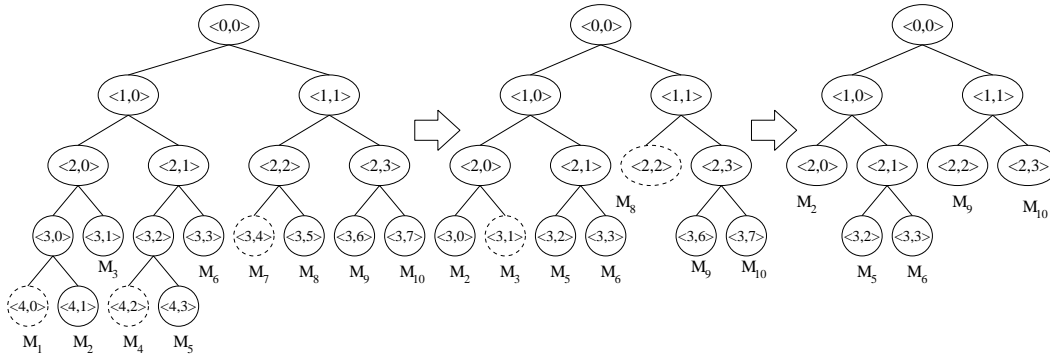 <0,0> <0,0> <0,0>
<1,0> <1,1> <1,0> <1,1> <1,0> <1,1>
<2,0> <2,1> <2,2> <2,3> <2,0> <2,1> <2,2> <2,3> <2,0> <2,1> <2,2> <2,3>
M8 M2 M9 M10
<3,0> <3,1> <3,2> <3,3> <3,4> <3,5> <3,6> <3,7> <3,0> <3,1> <3,2> <3,3> <3,6> <3,7> <3,2> <3,3>
M3 M6 M7 M8 M9 M10 M2 M3 M5 M6 M9 M10 M5 M6
<4,0> <4,1> <4,2> <4,3>
M1 M2 M4 M5